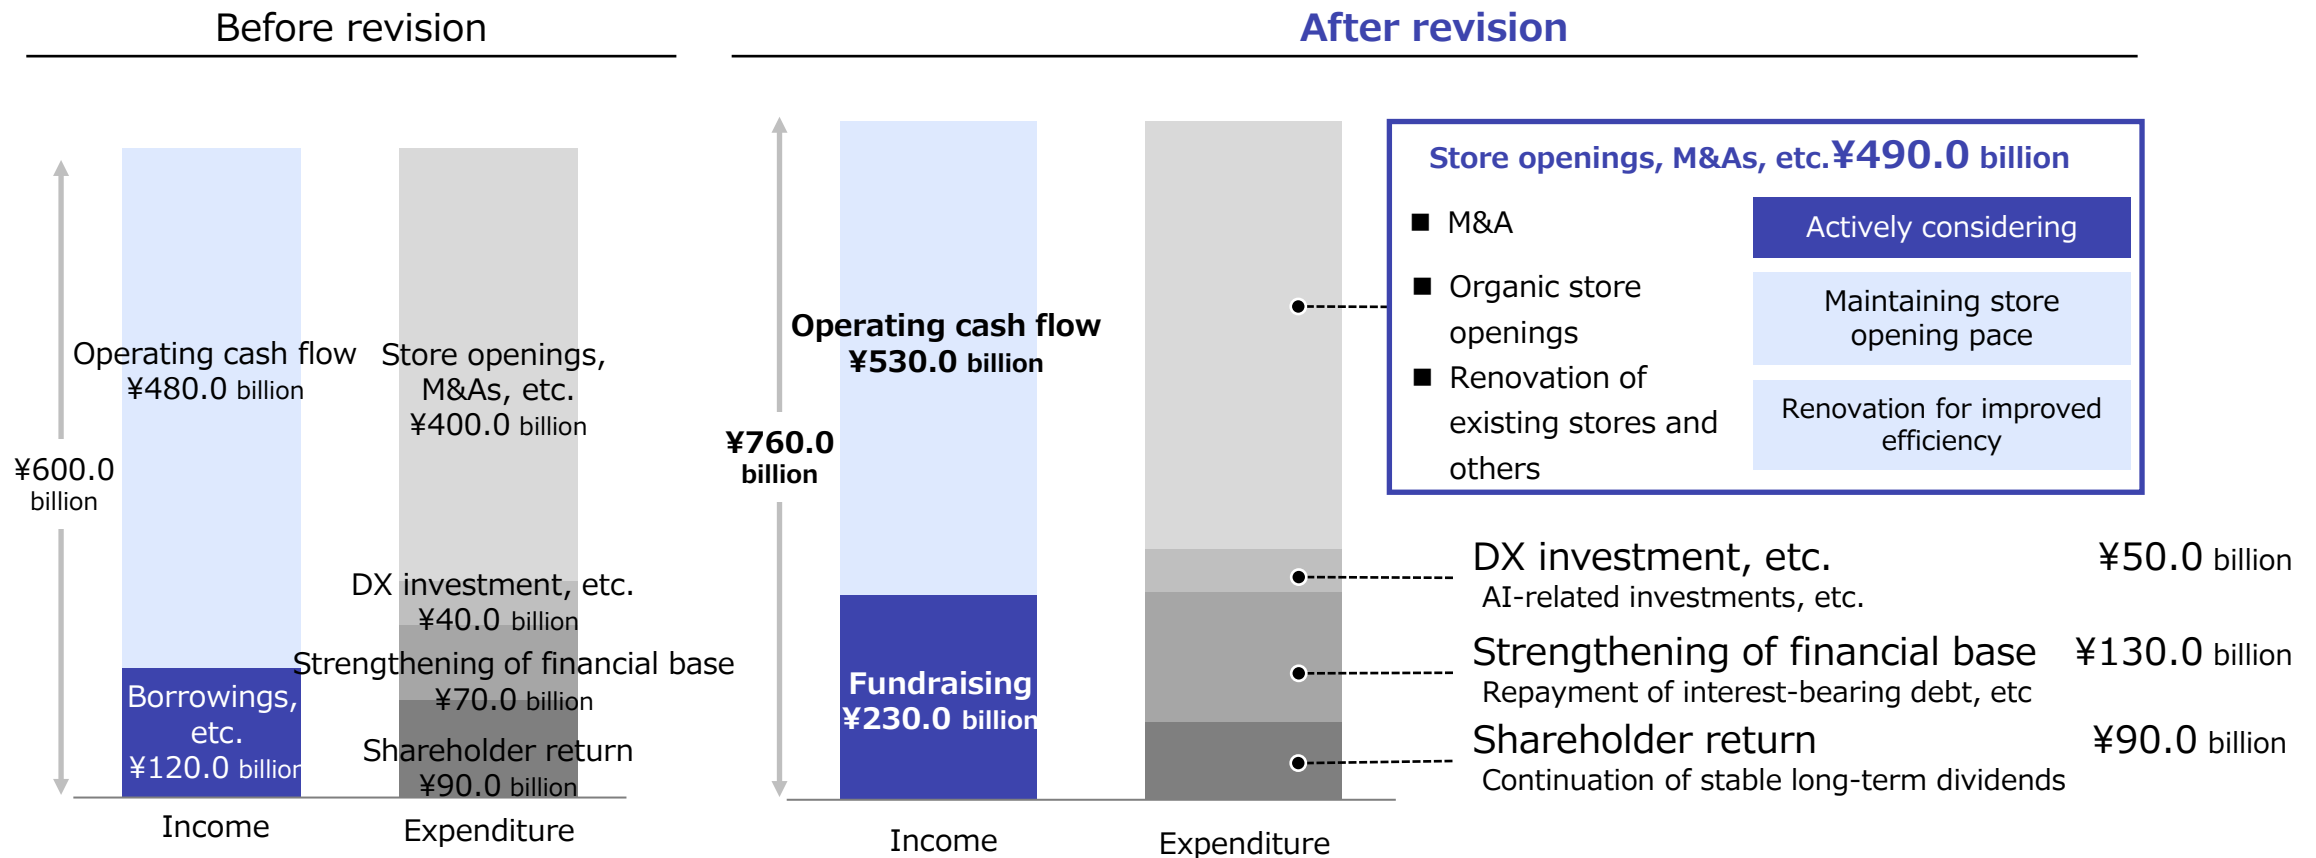 Before revision
¥600.0
billion
Operating cash flow
¥480.0 billion
Borrowings,
etc.
¥120.0 billion
Store openings,
M&As, etc.
¥400.0 billion
DX investment, etc.
¥40.0 billion
Strengthening of financial base
¥70.0 billion
Shareholder return
¥90.0 billion
Income
Expenditure
After revision
¥760.0
billion
Operating cash flow
¥530.0 billion
Fundraising
¥230.0 billion
Income
Expenditure
Store openings, M&As, etc.¥490.0 billion
■ M&A
Actively considering
■ Organic store
openings
Maintaining store
opening pace
■ Renovation of
existing stores and
others
Renovation for improved
efficiency
DX investment, etc. ¥50.0 billion
AI-related investments, etc.
Strengthening of financial base ¥130.0 billion
Repayment of interest-bearing debt, etc
Shareholder return ¥90.0 billion
Continuation of stable long-term dividends